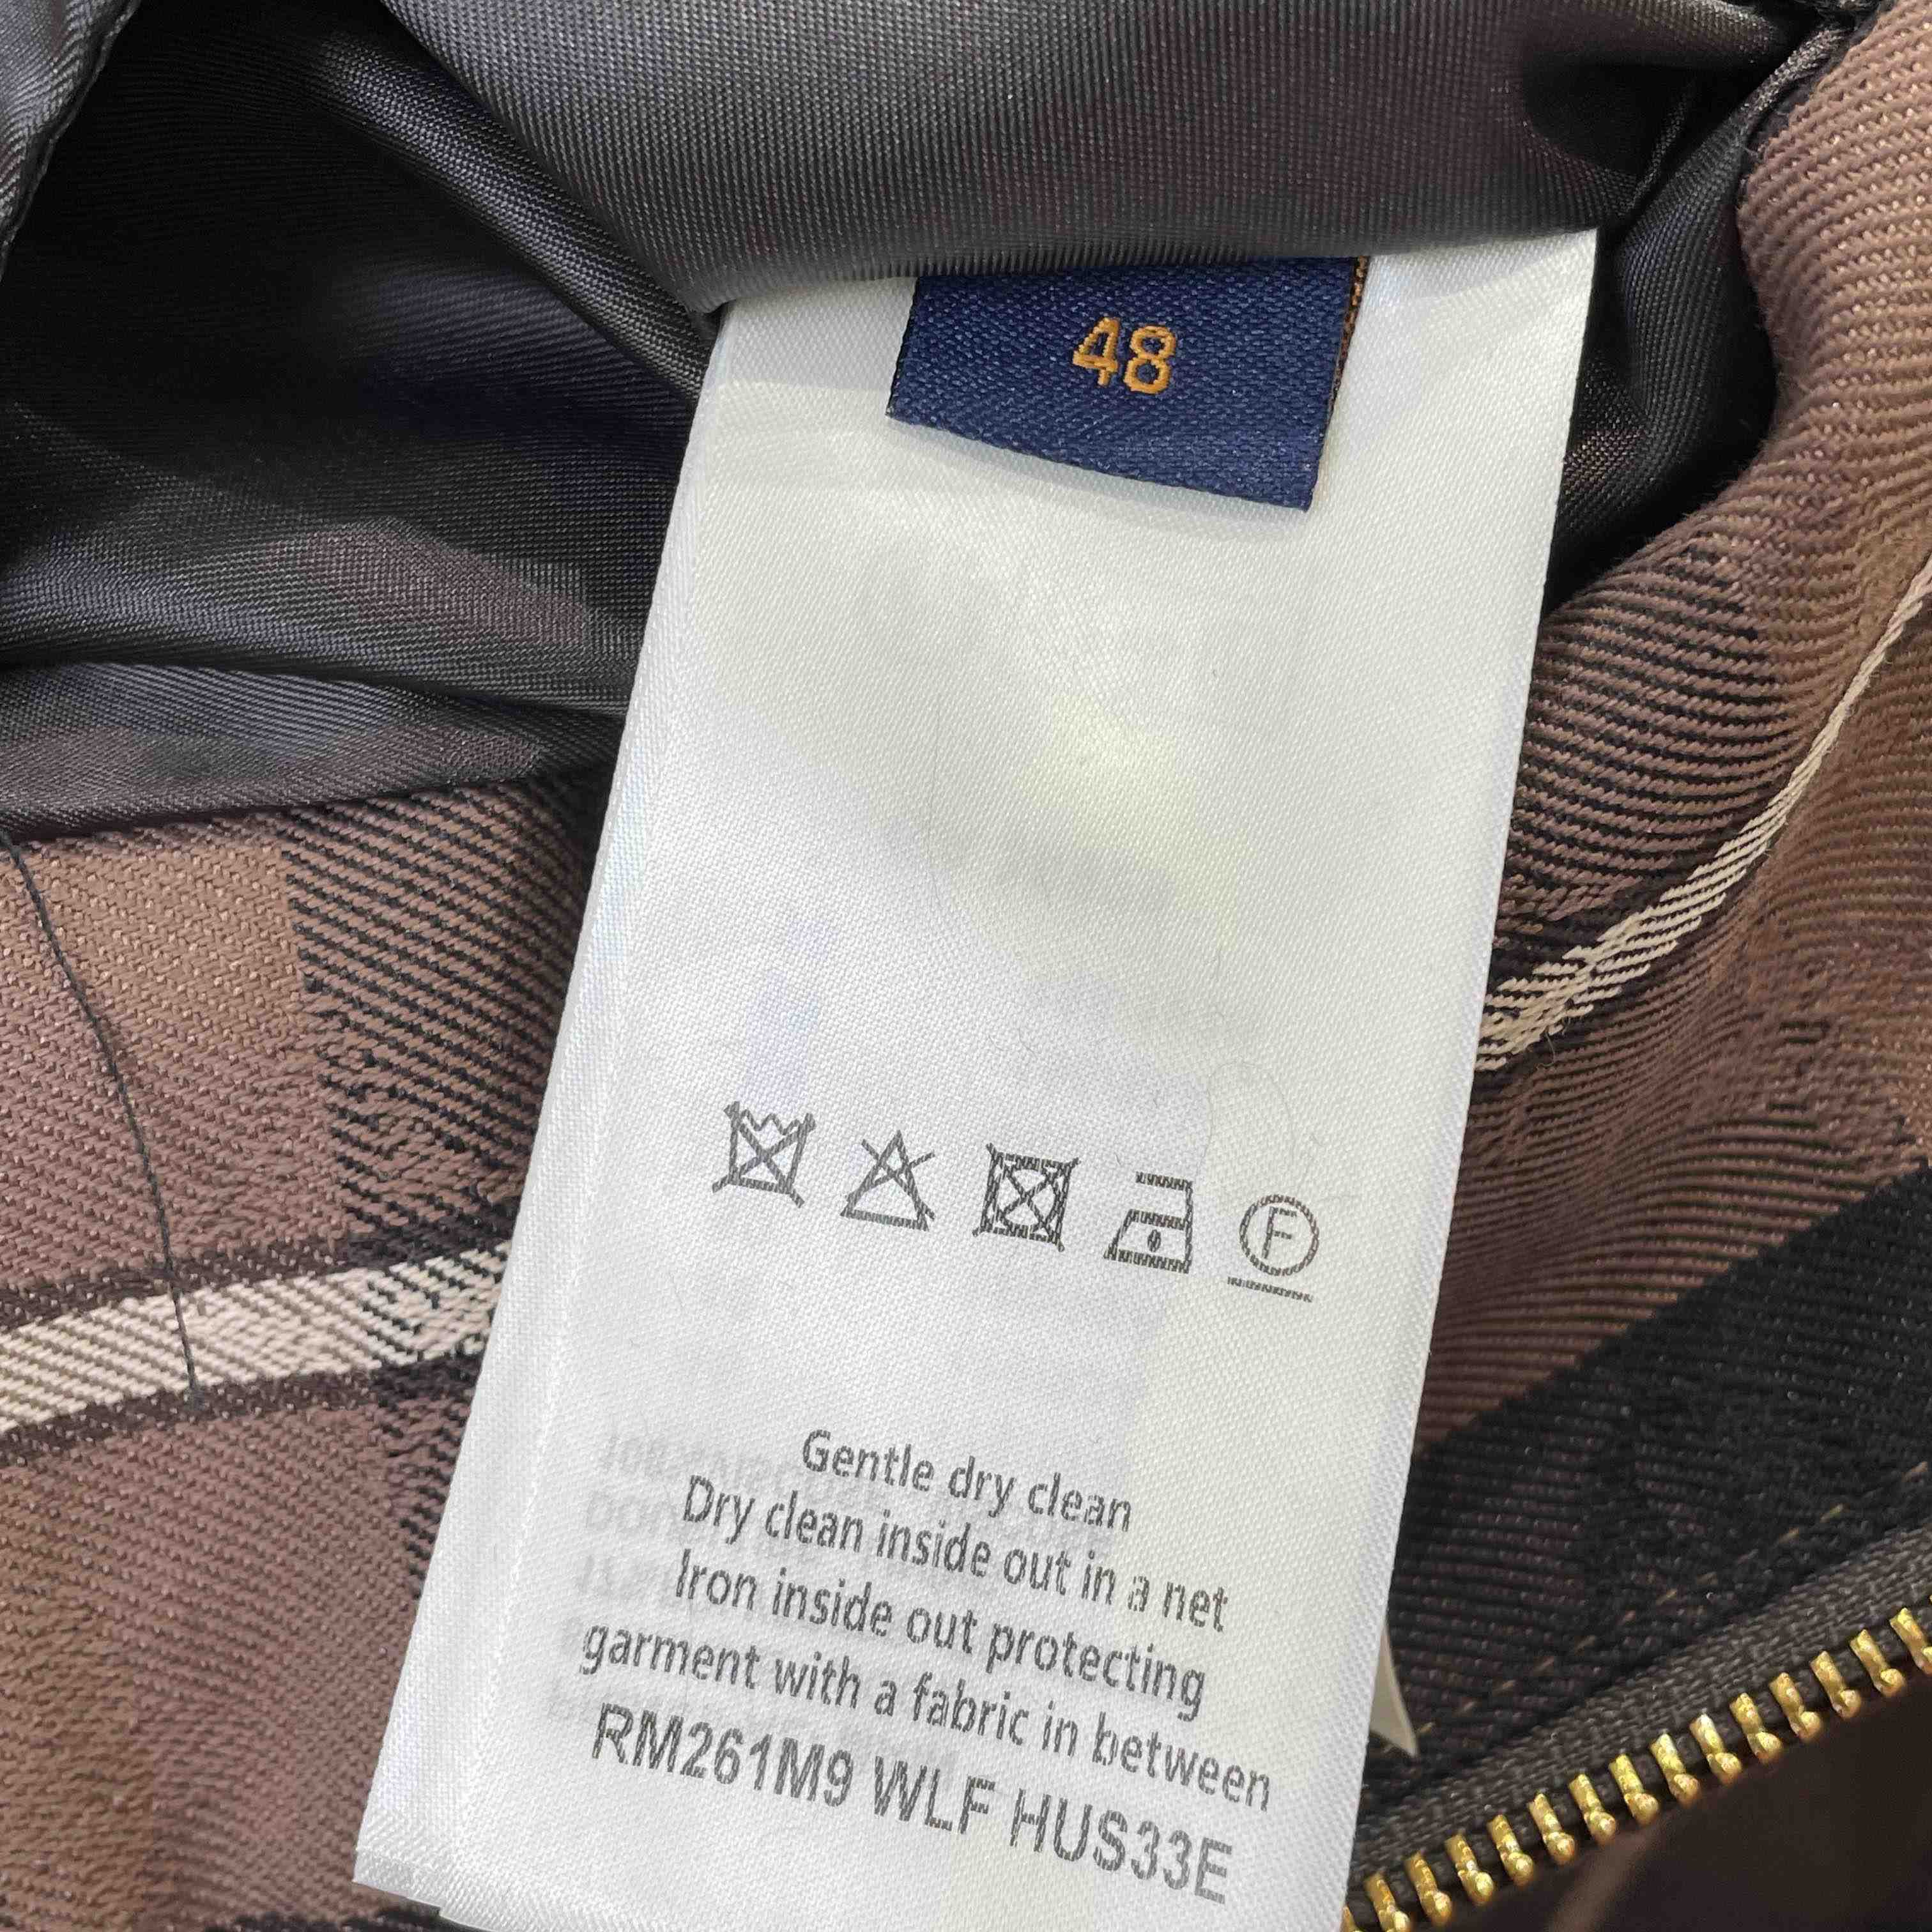 48
F
Gentle dry clean
Dry clean inside out in a net
Iron inside out protecting
garment with a fabric in between
RM261M9 WLF HUS33E